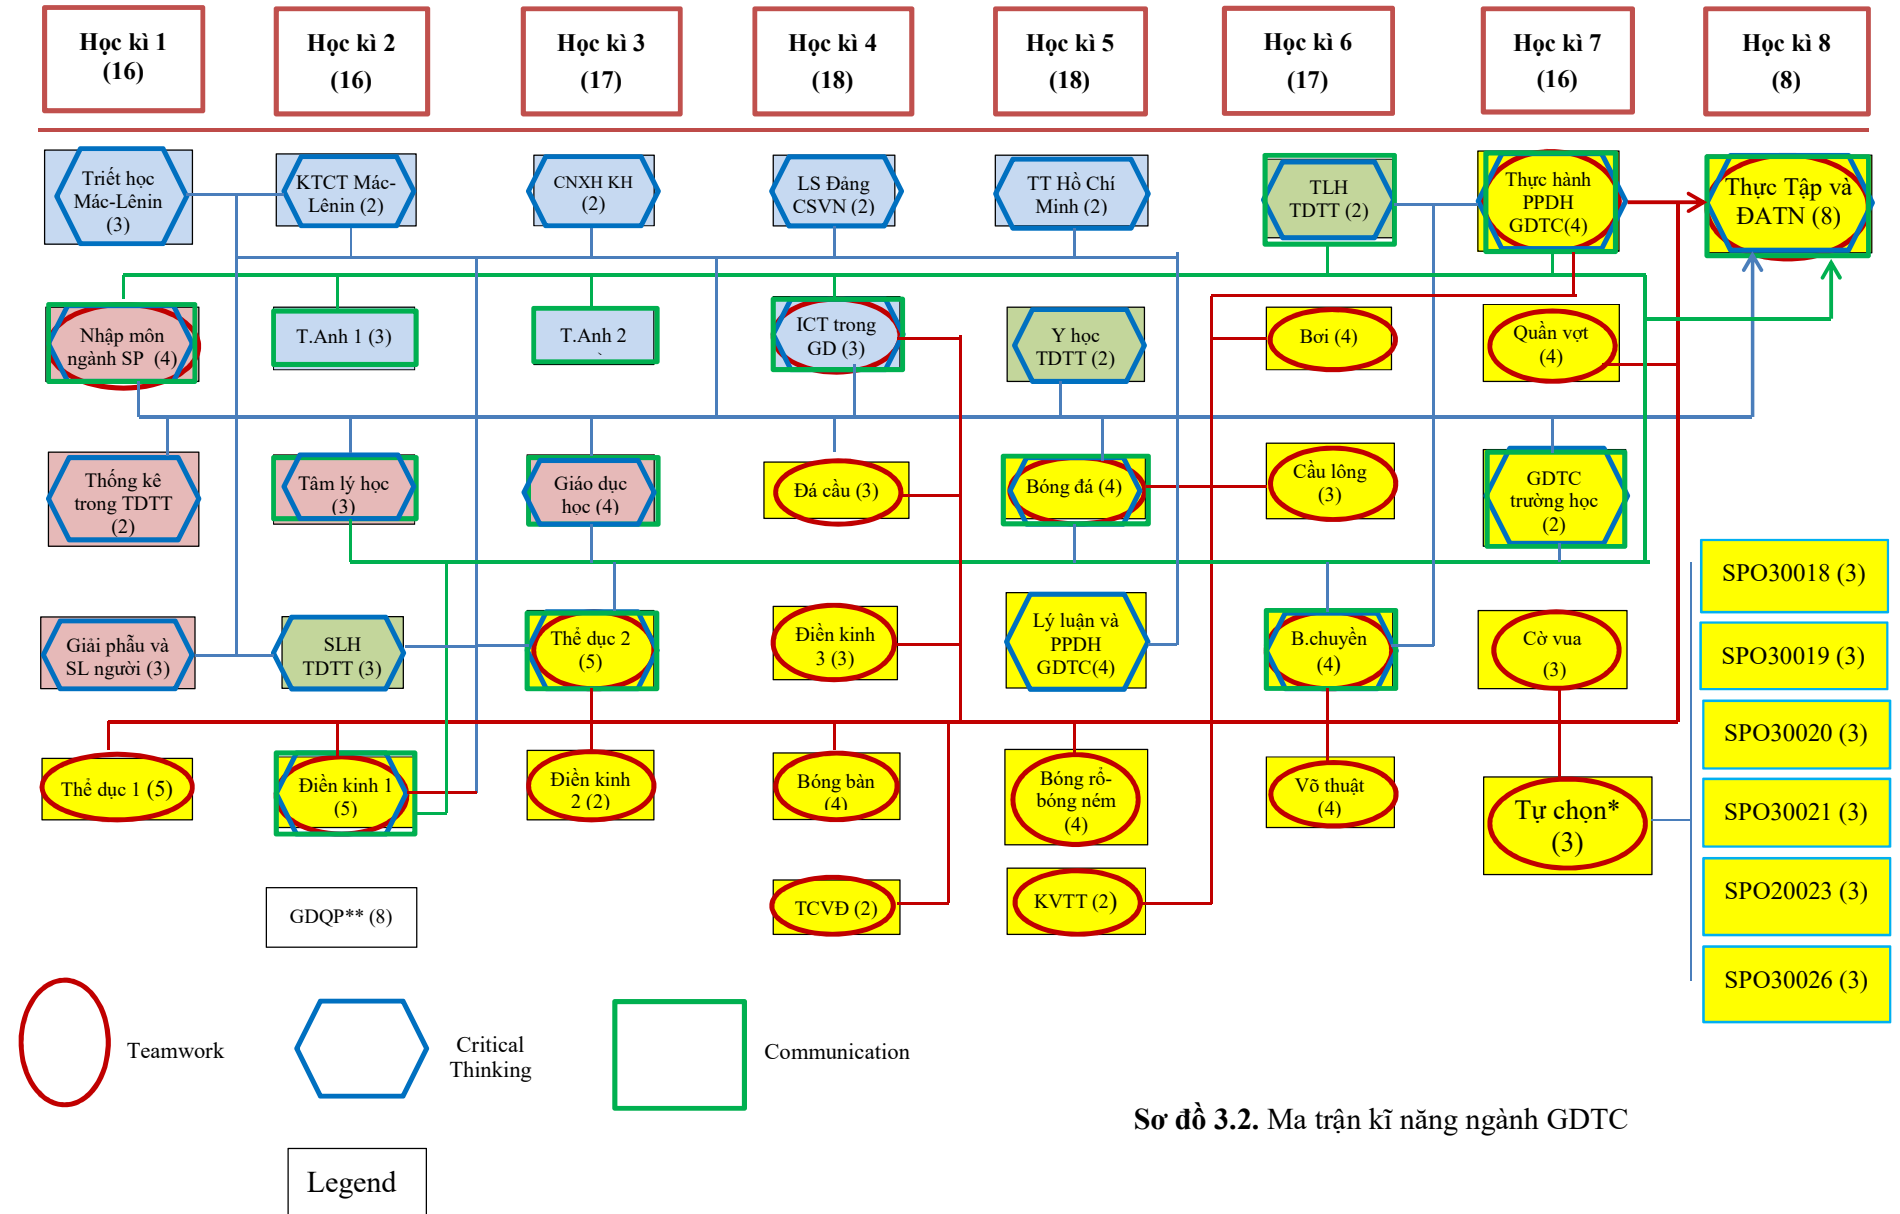 Học kì 1
(16)
Học kì 2
(16)
Học kì 3
(17)
Học kì 4
(18)
Học kì 5
(18)
Học kì 6
(17)
Học kì 7
(16)
Học kì 8
(8)
Triết học
Mác-Lênin
(3)
KTCT Mác-
Lênin (2)
CNXH KH
(2)
LS Đảng
CSVN (2)
TT Hồ Chí
Minh (2)
TLH
TDTT (2)
Thực hành
PPDH
GDTC(4)
Thực Tập và
ĐATN (8)
Nhập môn
ngành SP (4)
T.Anh 1 (3)
T.Anh 2
ICT trong
GD (3)
Y học
TDTT (2)
Bơi (4)
Quần vợt
(4)
Thống kê
trong TDTT
(2)
Tâm lý học
(3)
Giáo dục
học (4)
Đá cầu (3)
Bóng đá (4)
Cầu lông
(3)
GDTC
trường học
(2)
Giải phẫu và
SL người (3)
SLH
TDTT (3)
Thể dục 2
(5)
Điền kinh
3 (3)
Lý luận và
PPDH
GDTC(4)
B.chuyền
(4)
Cờ vua
(3)
Thể dục 1 (5)
Điền kinh 1
(5)
Điền kinh
2 (2)
Bóng bàn
(4)
Bóng rổ-
bóng ném
(4)
Võ thuật
(4)
Tự chọn*
(3)
GDQP** (8)
TCVĐ (2)
KVTT (2)
SPO30018 (3)
SPO30019 (3)
SPO30020 (3)
SPO30021 (3)
SPO20023 (3)
SPO30026 (3)
Teamwork
Critical
Thinking
Communication
Sơ đồ 3.2. Ma trận kĩ năng ngành GDTC
Legend